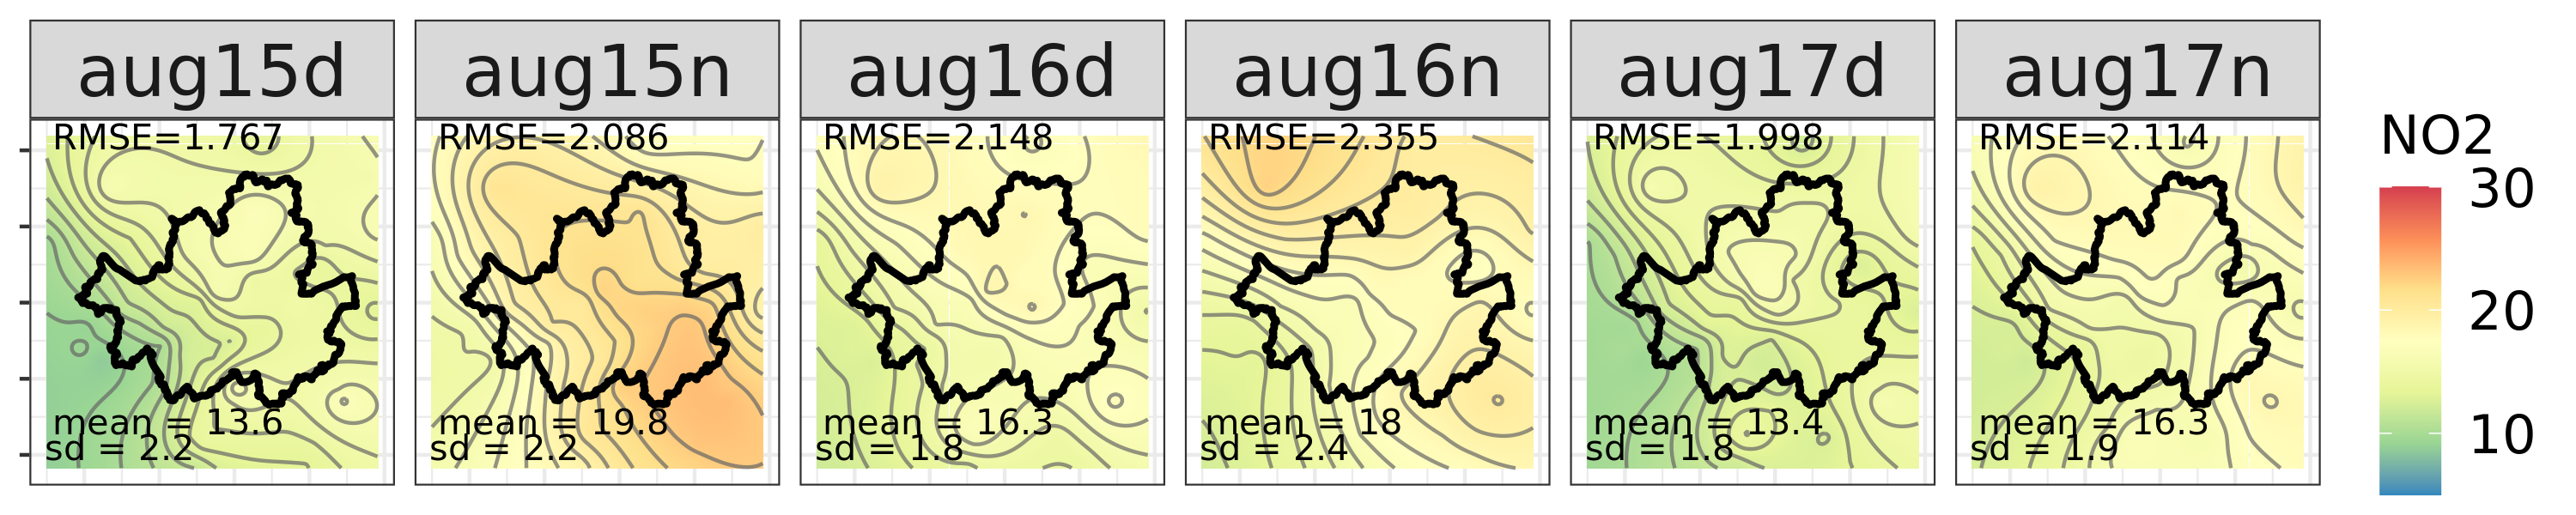 aug15d
RMSE=1.767
mean = 13.6
sd = 2.2
aug15n
RMSE=2.086
mean = 19.8
sd = 2.2
aug16d
RMSE=2.148
mean = 16.3
sd = 1.8
aug16n
RMSE=2.355
mean = 18
sd = 2.4
aug17d
RMSE=1.998
mean = 13.4
sd = 1.8
aug17n
RMSE=2.114
mean = 16.3
sd = 1.9
NO2
30
20
10